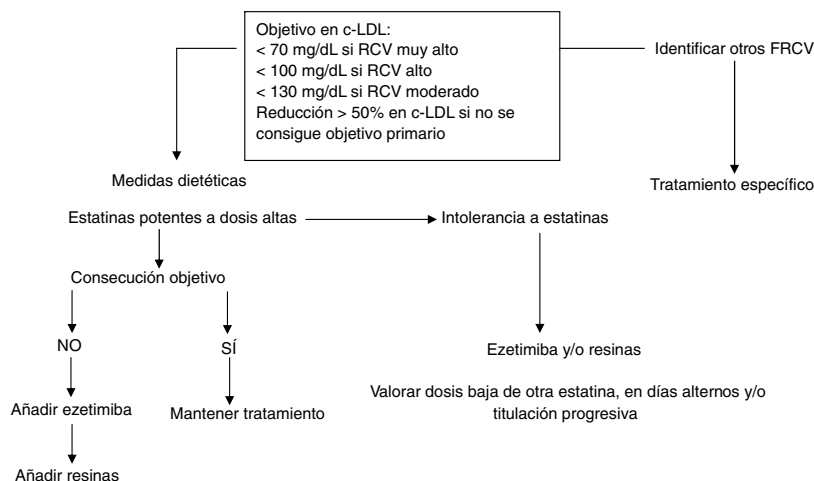 Objetivo en c-LDL:
< 70 mg/dL si RCV muy alto
< 100 mg/dL si RCV alto
< 130 mg/dL si RCV moderado
Reducción > 50% en c-LDL si no se
consigue objetivo primario
Identificar otros FRCV
Medidas dietéticas
Tratamiento específico
Estatinas potentes a dosis altas
Intolerancia a estatinas
Consecución objetivo
NO
SÍ
Ezetimiba y/o resinas
Añadir ezetimiba
Mantener tratamiento
Valorar dosis baja de otra estatina, en días alternos y/o
titulación progresiva
Añadir resinas